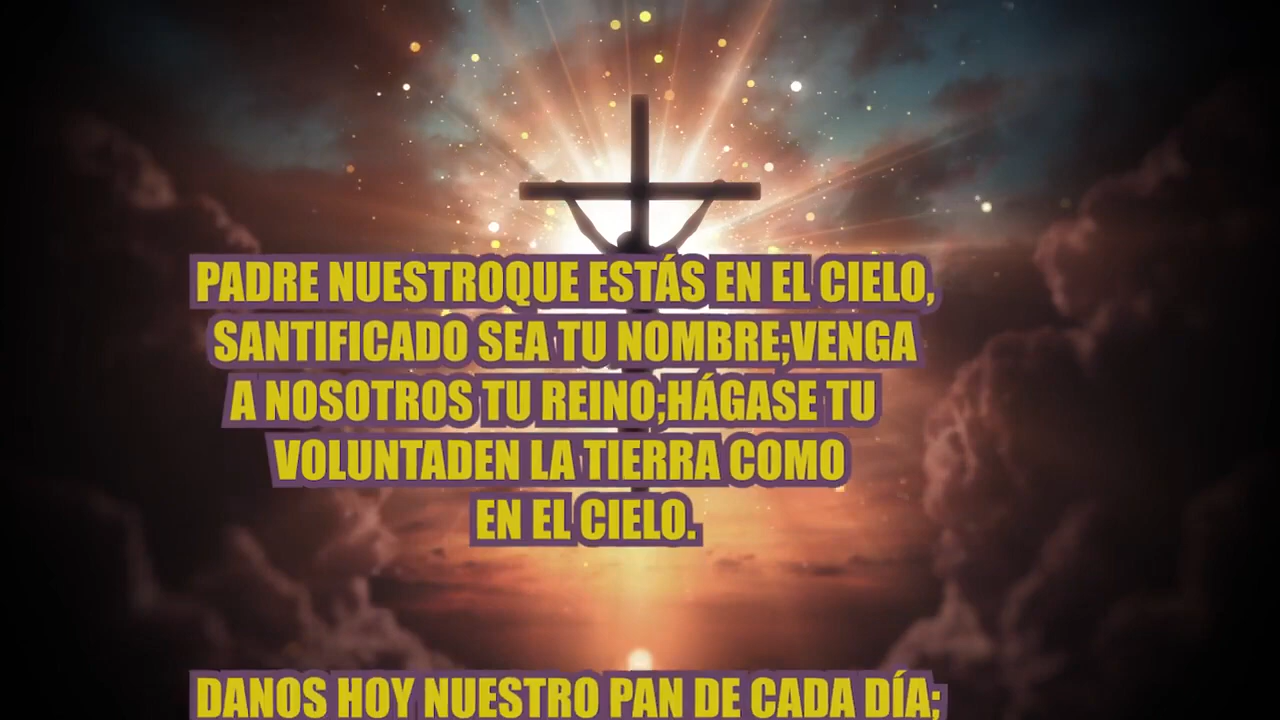 PADRE NUESTROQUE ESTÁS EN EL CIELO,
SANTIFICADO SEA TU NOMBRE;VENGA
A NOSOTROS TU REINO;HÁGASE TU
VOLUNTADEN LA TIERRA COMO
EN EL CIELO.
DANOS HOY NUESTRO PAN DE CADA DÍA;